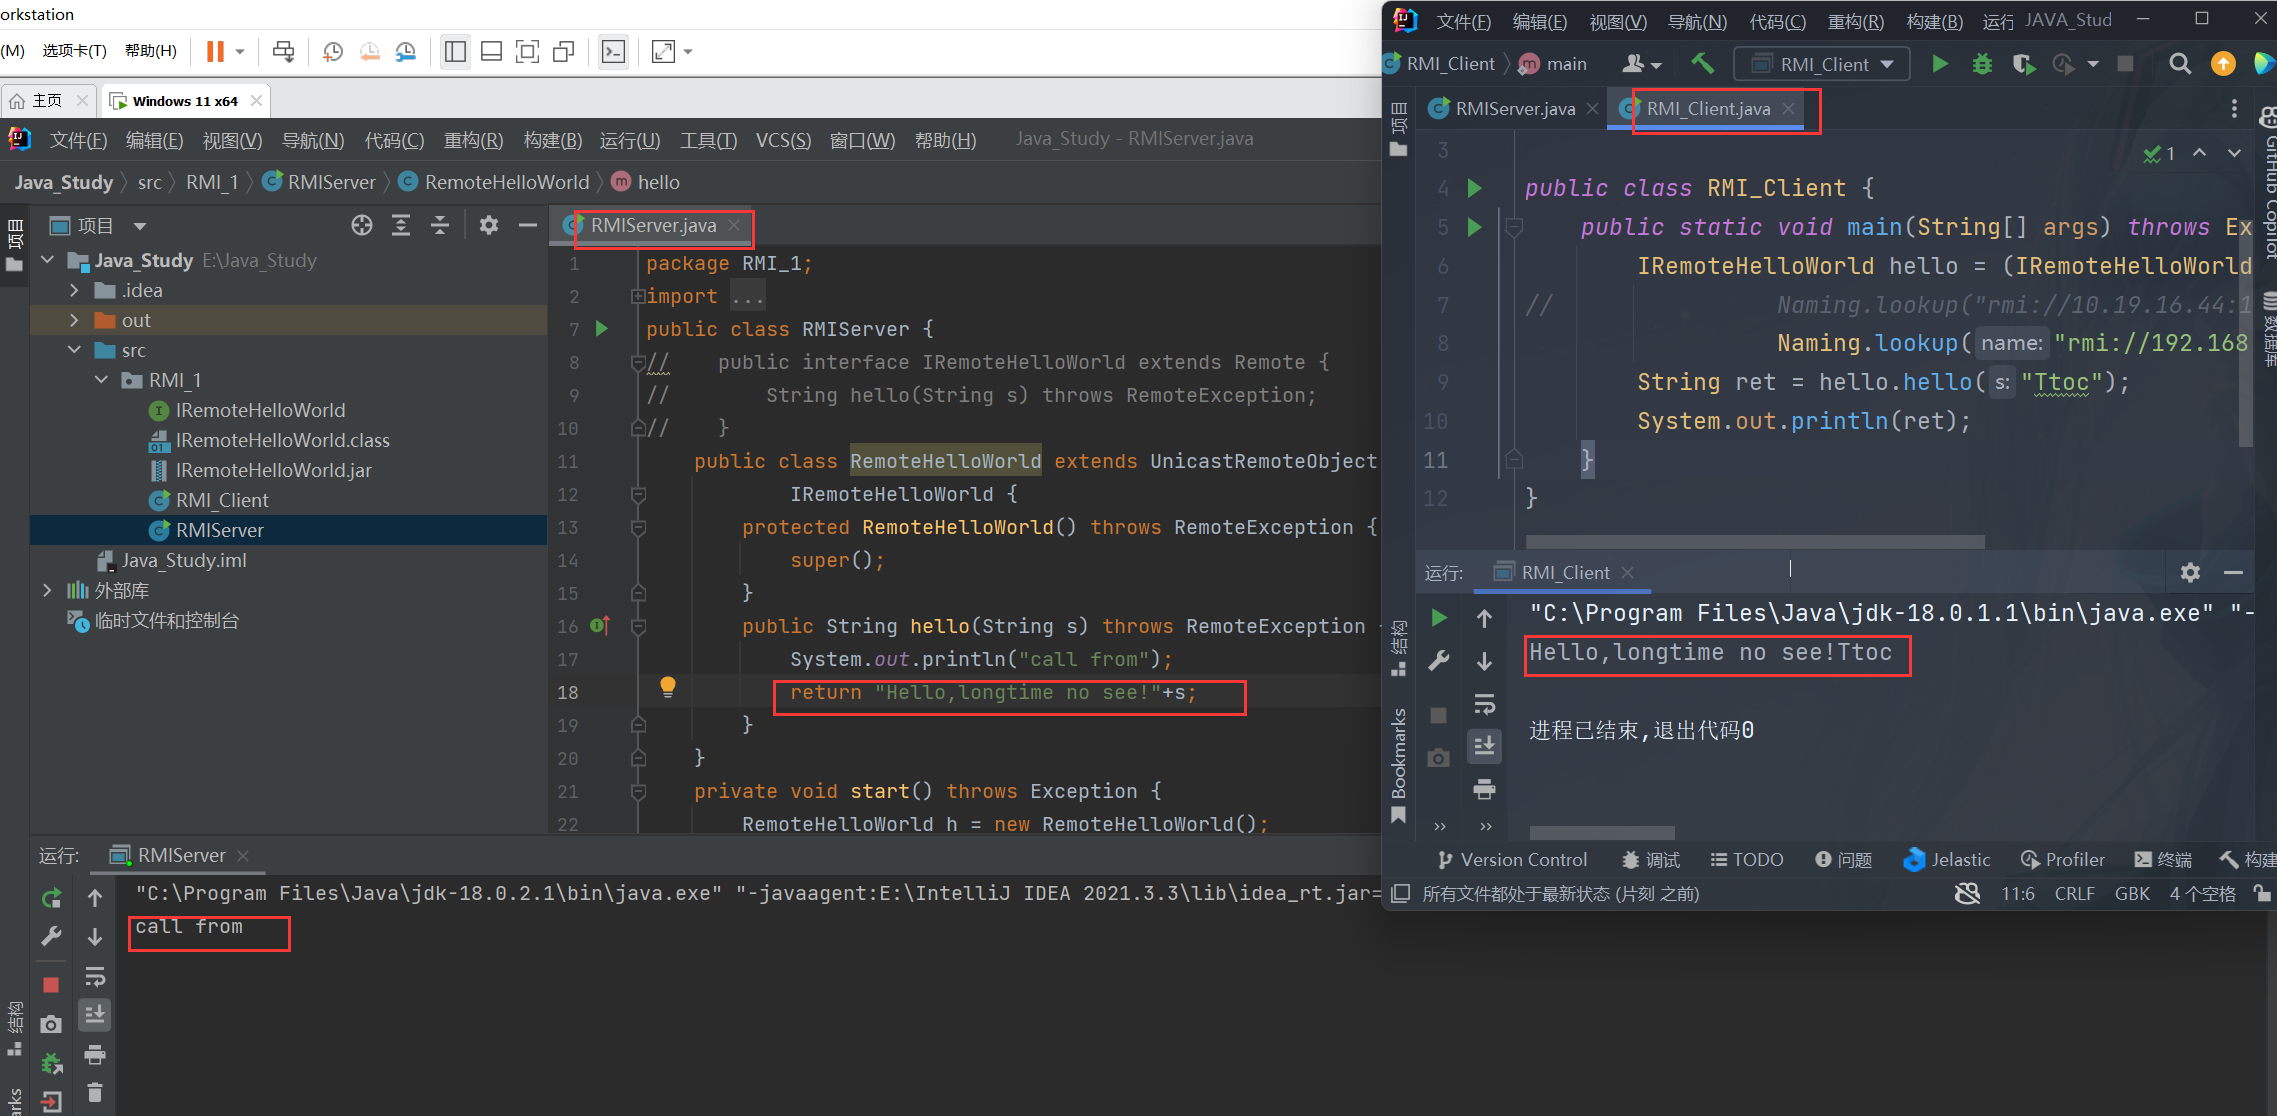 orkstation
(M) 选项卡(T) 帮助(H)
主页 Windows 11 x64
文件(F) 编辑(E) 视图(V) 导航(N) 代码(C) 重构(R) 构建(B) 运行(U) 工具(T) VCS(S) 窗口(W) 帮助(H) Java_Study - RMIServer.java
Java_Study src RMI_1 RMIServer RemoteHelloWorld hello
项目
项目
Java_Study E:\Java_Study
.idea
out
src
RMI_1
IRemoteHelloWorld
IRemoteHelloWorld.class
IRemoteHelloWorld.jar
RMI_Client
RMIServer
Java_Study.iml
外部库
临时文件和控制台
RMIServer.java
1 package RMI_1;
2 import ...
7 public class RMIServer {
8 // public interface IRemoteHelloWorld extends Remote {
9 // String hello(String s) throws RemoteException;
10 // }
11 public class RemoteHelloWorld extends UnicastRemoteObject
12 IRemoteHelloWorld {
13 protected RemoteHelloWorld() throws RemoteException {
14 super();
15 }
16 public String hello(String s) throws RemoteException
17 System.out.println("call from");
18 return "Hello,longtime no see!"+s;
19 }
20 }
21 private void start() throws Exception {
22 RemoteHelloWorld h = new RemoteHelloWorld();
运行: RMIServer
"C:\Program Files\Java\jdk-18.0.2.1\bin\java.exe" "-javaagent:E:\IntelliJ IDEA 2021.3.3\lib\idea_rt.jar=
call from
结构
arks
文件(F) 编辑(E) 视图(V) 导航(N) 代码(C) 重构(R) 构建(B) 运行 JAVA_Stud
RMI_Client main RMI_Client
项目
RMIServer.java RMI_Client.java
1
3
4 public class RMI_Client {
5 public static void main(String[] args) throws Ex
6 IRemoteHelloWorld hello = (IRemoteHelloWorld
7 // Naming.lookup("rmi://10.19.16.44:1
8 Naming.lookup( name: "rmi://192.168
9 String ret = hello.hello( s: "Ttoc");
10 System.out.println(ret);
11 }
12 }
GitHub Copilot
数据库
运行: RMI_Client
"C:\Program Files\Java\jdk-18.0.1.1\bin\java.exe" "-
Hello,longtime no see!Ttoc
进程已结束,退出代码0
结构
Bookmarks
Version Control 调试 TODO 问题 Jelastic Profiler 终端 构建
所有文件都处于最新状态 (片刻 之前) 11:6 CRLF GBK 4 个空格